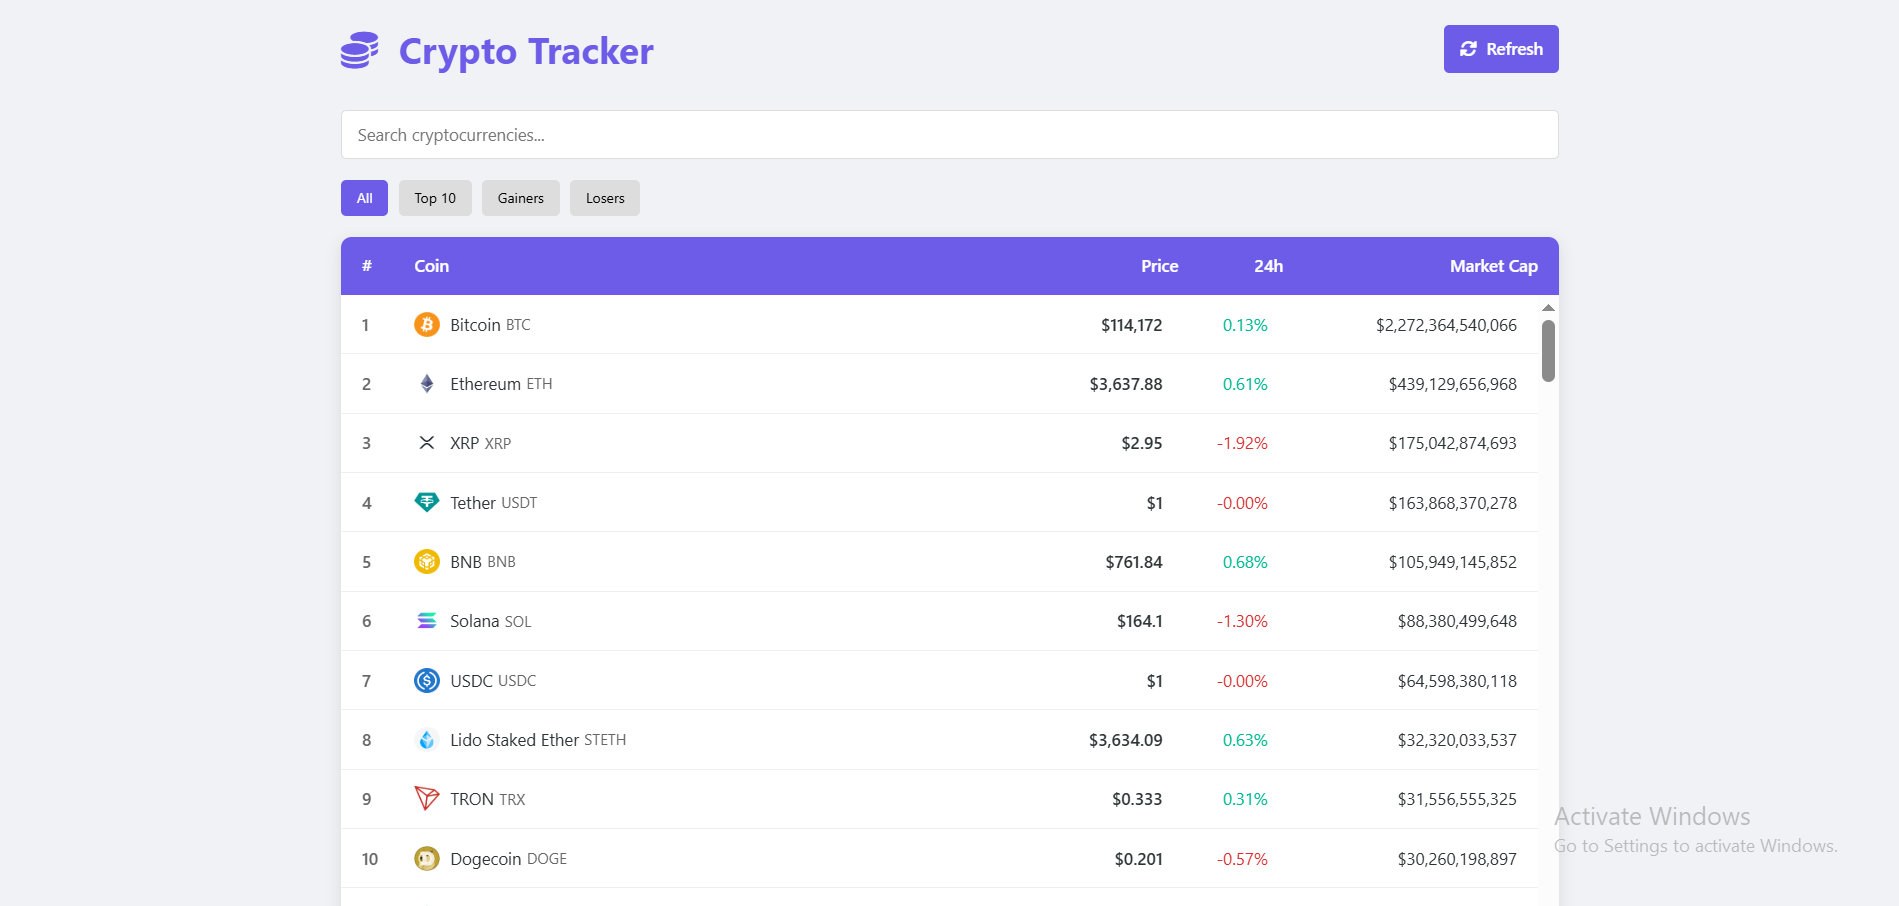 Crypto Tracker
Refresh
Search cryptocurrencies...
All Top 10 Gainers Losers
# Coin Price 24h Market Cap
1 Bitcoin BTC $114,172 0.13% $2,272,364,540,066
2 Ethereum ETH $3,637.88 0.61% $439,129,656,968
3 XRP XRP $2.95 -1.92% $175,042,874,693
4 Tether USDT $1 -0.00% $163,868,370,278
5 BNB BNB $761.84 0.68% $105,949,145,852
6 Solana SOL $164.1 -1.30% $88,380,499,648
7 USDC USDC $1 -0.00% $64,598,380,118
8 Lido Staked Ether STETH $3,634.09 0.63% $32,320,033,537
9 TRON TRX $0.333 0.31% $31,556,555,325
10 Dogecoin DOGE $0.201 -0.57% $30,260,198,897
Activate Windows
Go to Settings to activate Windows.